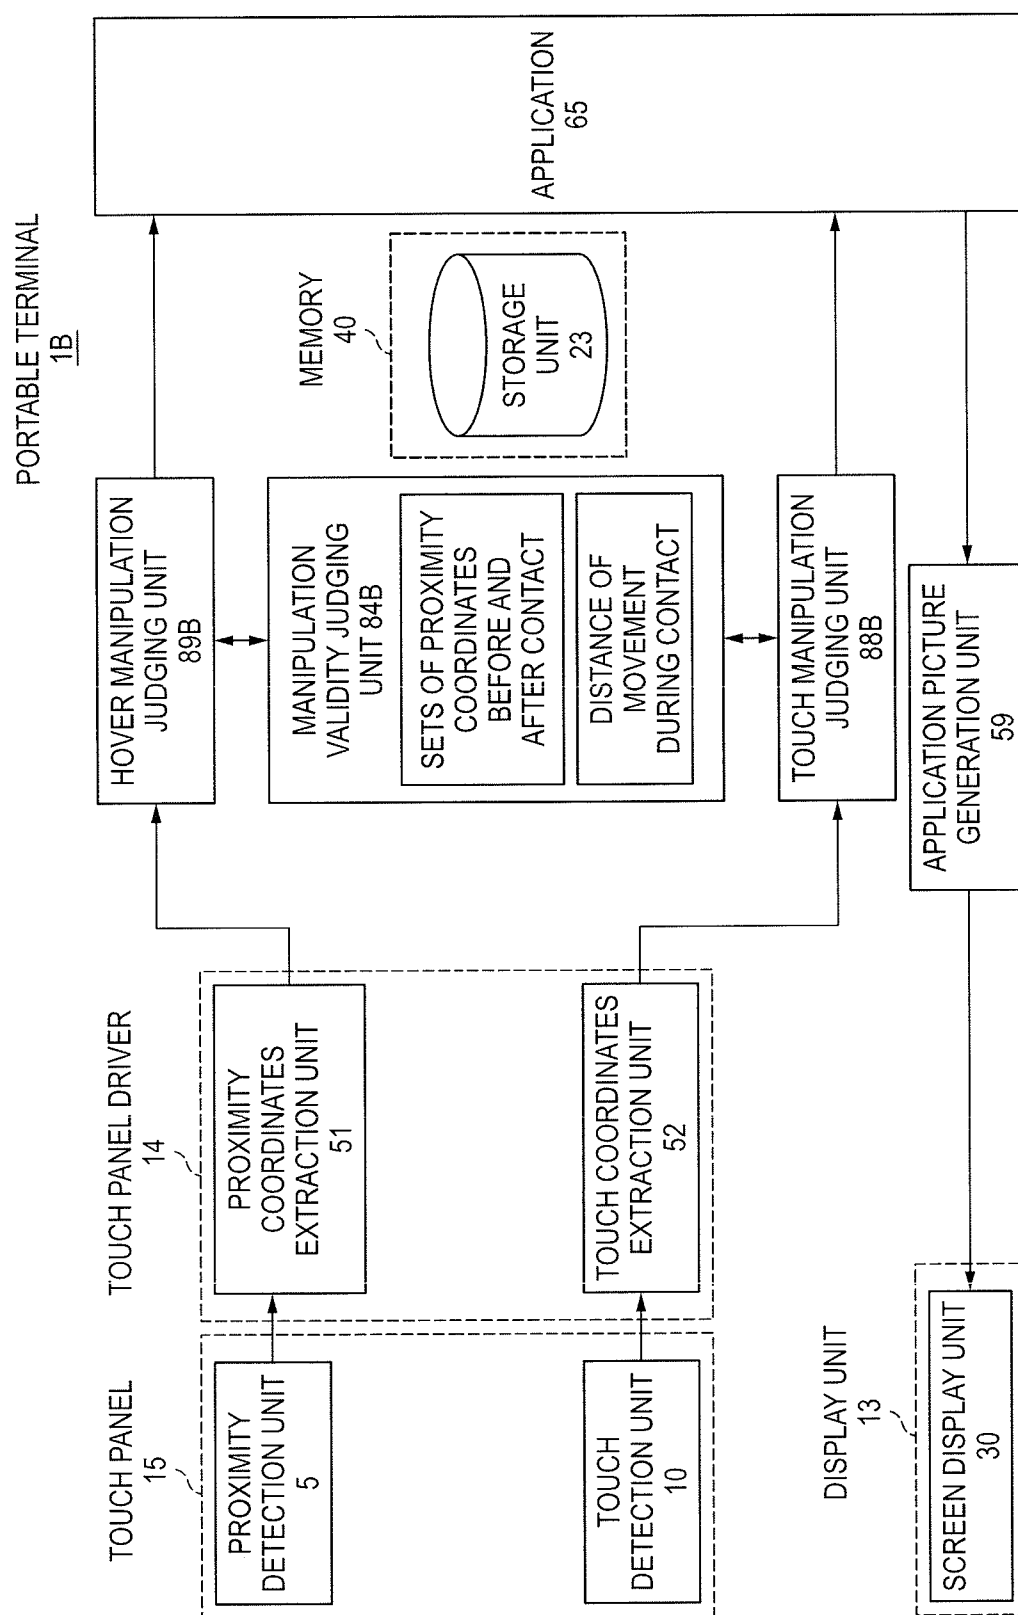 PORTABLE TERMINAL
1B
TOUCH PANEL
15
PROXIMITY
DETECTION UNIT
5
TOUCH
DETECTION UNIT
10
TOUCH PANEL DRIVER
14
PROXIMITY
COORDINATES
EXTRACTION UNIT
51
TOUCH COORDINATES
EXTRACTION UNIT
52
HOVER MANIPULATION
JUDGING UNIT
89B
MANIPULATION
VALIDITY JUDGING
UNIT 84B
SETS OF PROXIMITY
COORDINATES
BEFORE AND
AFTER CONTACT
DISTANCE OF
MOVEMENT
DURING CONTACT
TOUCH MANIPULATION
JUDGING UNIT
88B
MEMORY
40
STORAGE
UNIT
23
APPLICATION
65
DISPLAY UNIT
13
SCREEN DISPLAY UNIT
30
APPLICATION PICTURE
GENERATION UNIT
59